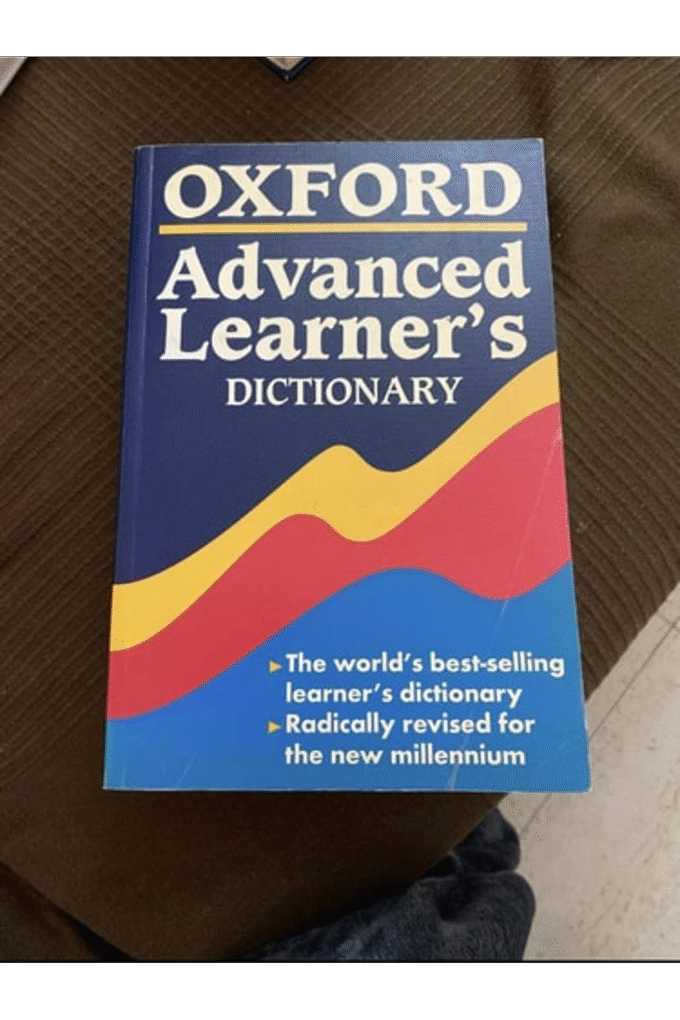 OXFORD
Advanced
Learner's
DICTIONARY
The world's best-selling
learner's dictionary
Radically revised for
the new millennium